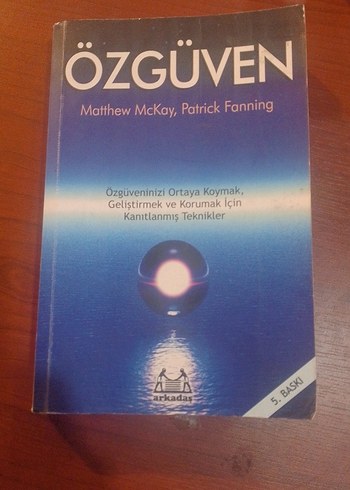 ÖZGÜVEN
Matthew McKay, Patrick Fanning
Özgüveninizi Ortaya Koymak,
Geliştirmek ve Korumak İçin
Kanıtlanmış Teknikler
arkadaş
5. BASKI